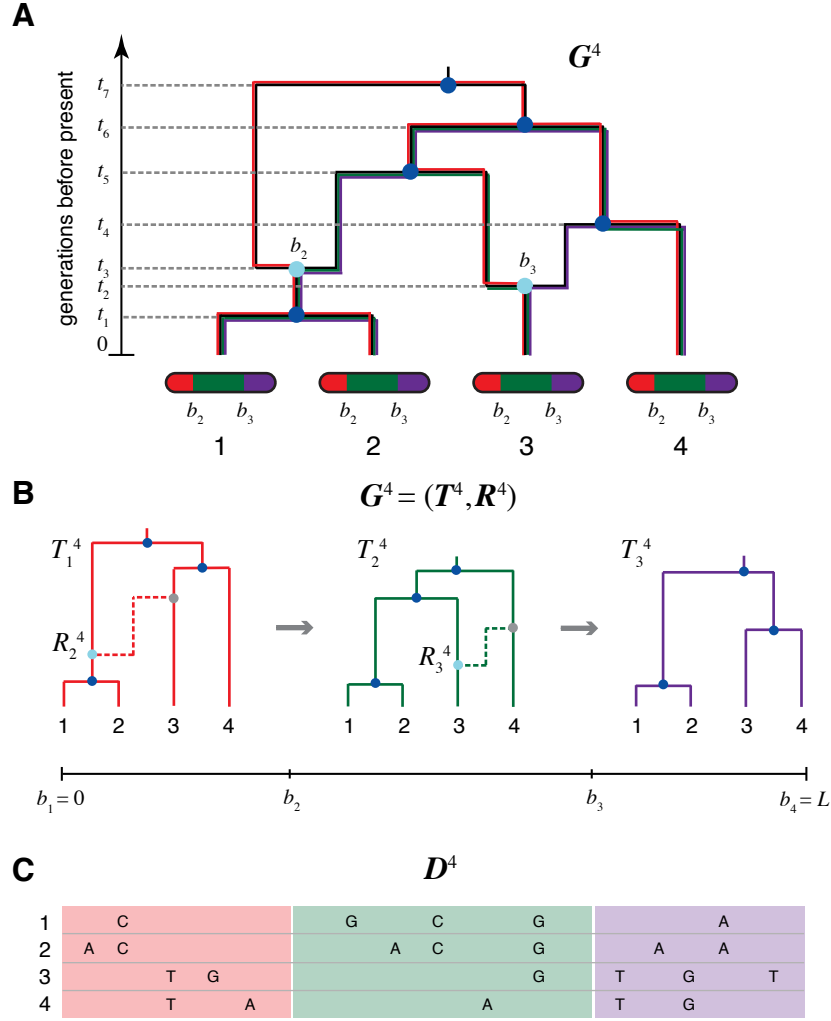 A
G⁴
generations before present
t₇
t₆
t₅
t₄
t₃
t₂
t₁
0
b₂
b₃
b₂ b₃ b₂ b₃ b₂ b₃ b₂ b₃
1 2 3 4
B
G⁴ = (T⁴, R⁴)
T₁⁴ T₂⁴ T₃⁴
R₂⁴ R₃⁴
1 2 3 4 1 2 3 4 1 2 3 4
b₁ = 0 b₂ b₃ b₄ = L
C
D⁴
1 C G C G A
2 A C A C G A A
3 T G G T G T
4 T A A T G